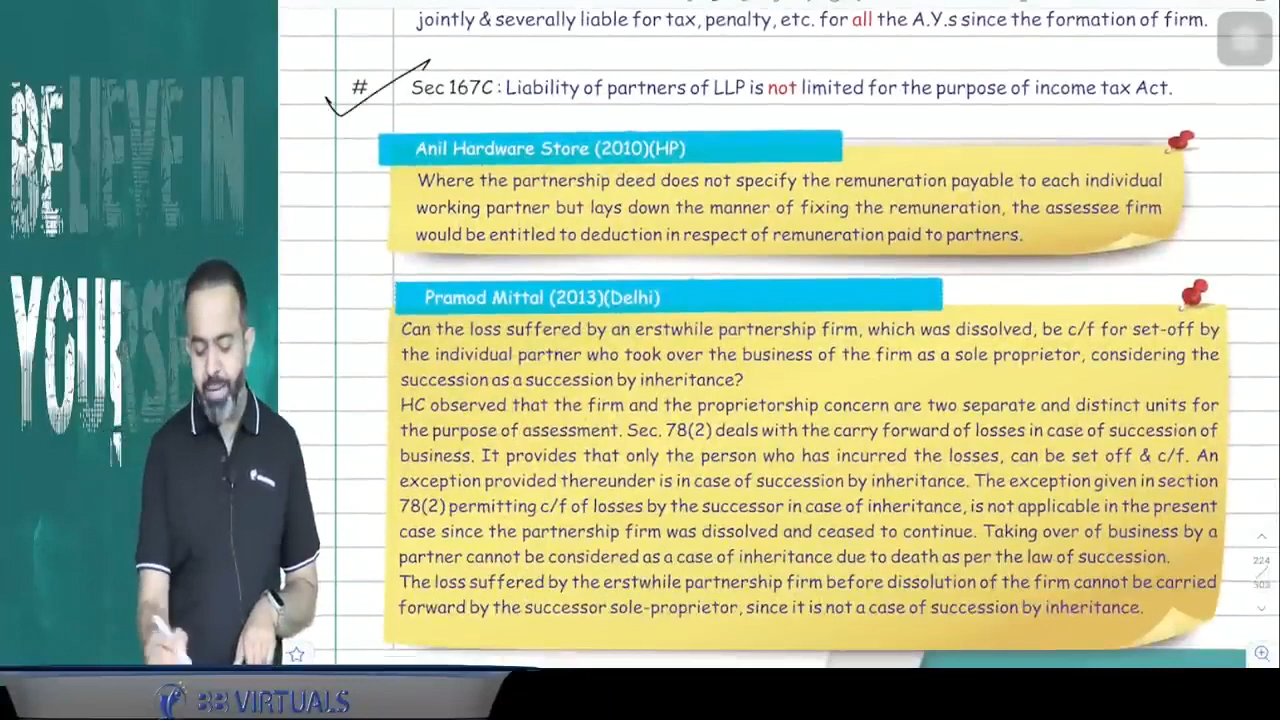 jointly & severally liable for tax, penalty, etc. for all the A.Y.s since the formation of firm.
# Sec 167C : Liability of partners of LLP is not limited for the purpose of income tax Act.
Anil Hardware Store (2010)(HP)
Where the partnership deed does not specify the remuneration payable to each individual
working partner but lays down the manner of fixing the remuneration, the assessee firm
would be entitled to deduction in respect of remuneration paid to partners.
Pramod Mittal (2013)(Delhi)
Can the loss suffered by an erstwhile partnership firm, which was dissolved, be c/f for set-off by
the individual partner who took over the business of the firm as a sole proprietor, considering the
succession as a succession by inheritance?
HC observed that the firm and the proprietorship concern are two separate and distinct units for
the purpose of assessment. Sec. 78(2) deals with the carry forward of losses in case of succession of
business. It provides that only the person who has incurred the losses, can be set off & c/f. An
exception provided thereunder is in case of succession by inheritance. The exception given in section
78(2) permitting c/f of losses by the successor in case of inheritance, is not applicable in the present
case since the partnership firm was dissolved and ceased to continue. Taking over of business by a
partner cannot be considered as a case of inheritance due to death as per the law of succession.
The loss suffered by the erstwhile partnership firm before dissolution of the firm cannot be carried
forward by the successor sole-proprietor, since it is not a case of succession by inheritance.
BELIEVE IN
YOURSE
224
303
BB VIRTUALS